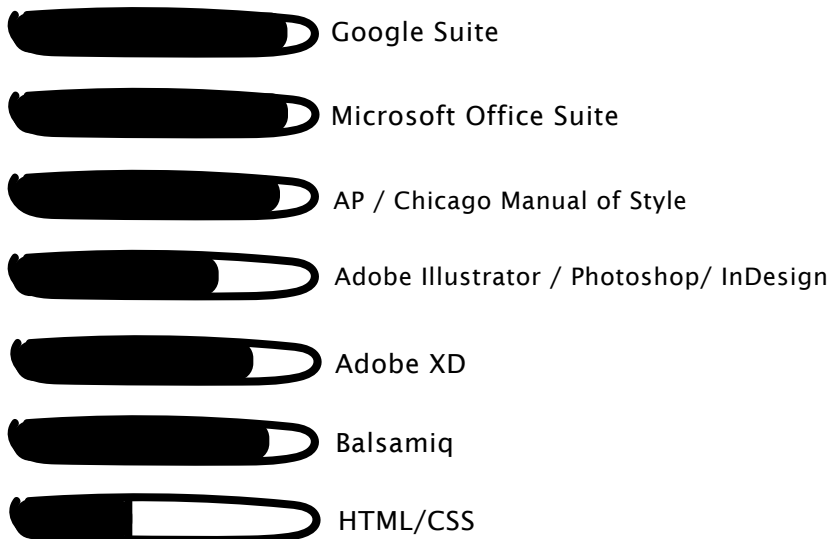 Google Suite
Microsoft Office Suite
AP / Chicago Manual of Style
Adobe Illustrator / Photoshop/ InDesign
Adobe XD
Balsamiq
HTML/CSS